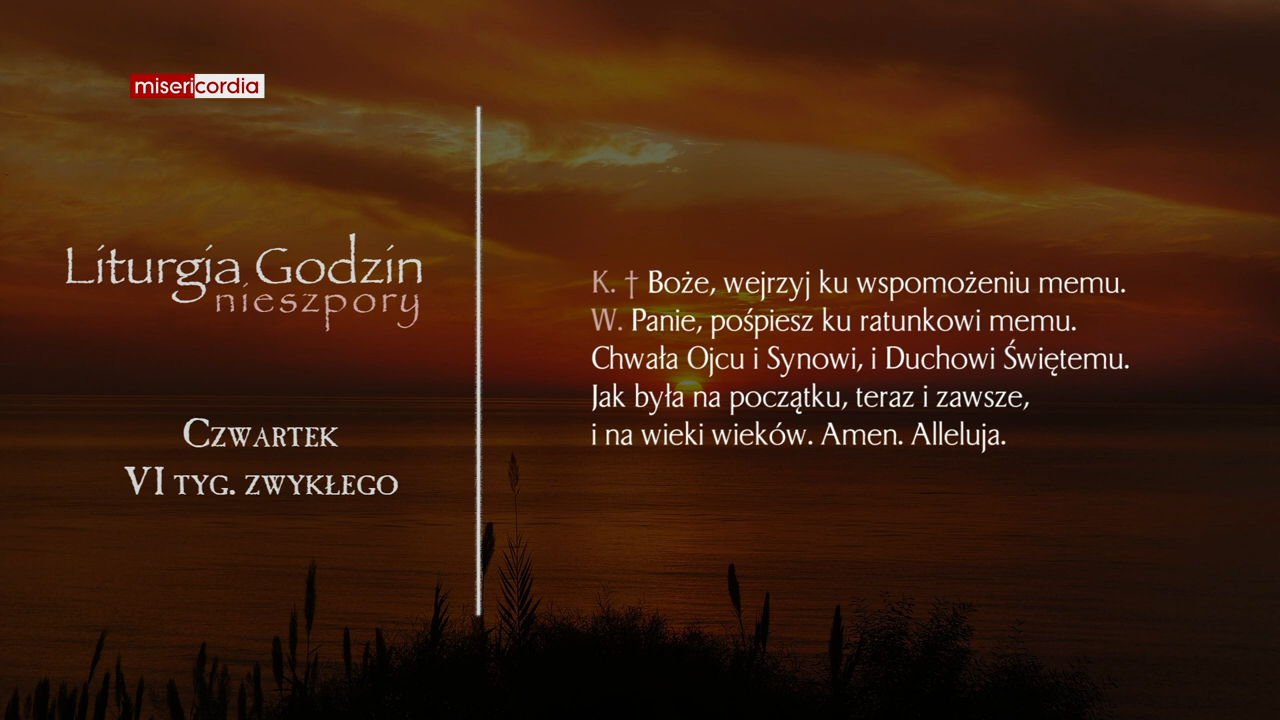 misericordia
Liturgia Godzin
nieszpory
Czwartek
VI tyg. zwykłego
K. † Boże, wejrzyj ku wspomożeniu memu.
W. Panie, pośpiesz ku ratunkowi memu.
Chwała Ojcu i Synowi, i Duchowi Świętemu.
Jak była na początku, teraz i zawsze,
i na wieki wieków. Amen. Alleluja.